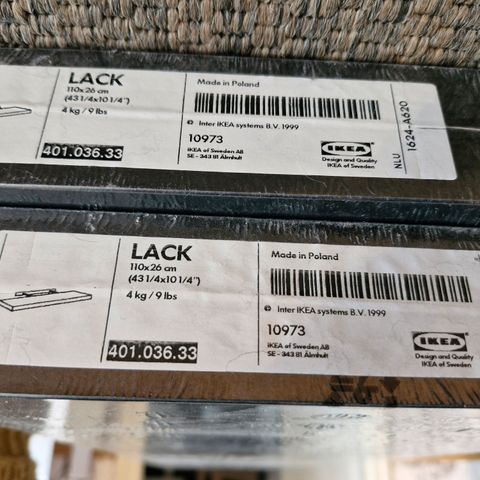 LACK
110x26 cm
(43 1/4x10 1/4")
4 kg / 9 lbs
401.036.33
Made in Poland
© Inter IKEA systems B.V. 1999
10973
IKEA of Sweden AB
SE - 343 81 Älmhult
IKEA
Design and Quality
IKEA of Sweden
NLU
1624-A620
LACK
110x26 cm
(43 1/4x10 1/4")
4 kg / 9 lbs
401.036.33
Made in Poland
© Inter IKEA systems B.V. 1999
10973
IKEA of Sweden AB
SE - 343 81 Älmhult
IKEA
Design and Quality
IKEA of Sweden